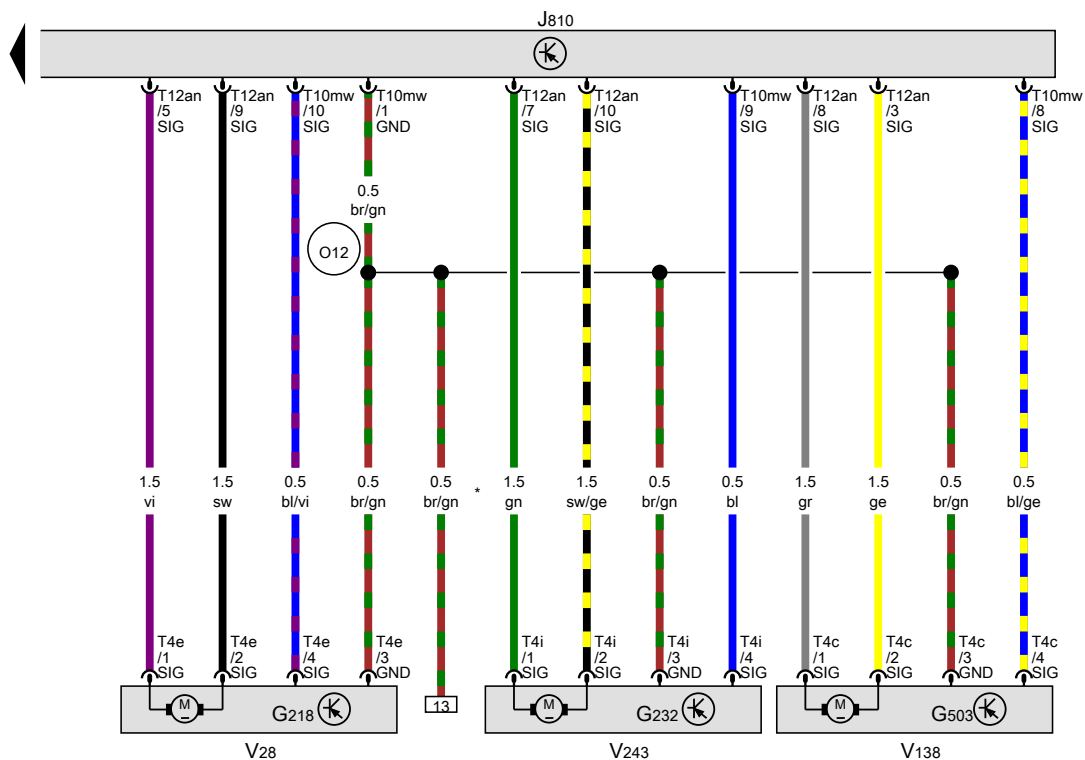 J810
T12an
/5
SIG
T12an
/9
SIG
T10mw
/10
SIG
T10mw
/1
GND
T12an
/7
SIG
T12an
/10
SIG
T10mw
/9
SIG
T12an
/8
SIG
T12an
/3
SIG
T10mw
/8
SIG
0.5
br/gn
O12
1.5
vi
1.5
sw
0.5
bl/vi
0.5
br/gn
0.5
br/gn
*
1.5
gn
1.5
sw/ge
0.5
br/gn
0.5
bl
1.5
gr
1.5
ge
0.5
br/gn
0.5
bl/ge
T4e
/1
SIG
T4e
/2
SIG
T4e
/4
SIG
T4e
/3
GND
T4i
/1
SIG
T4i
/2
SIG
T4i
/3
GND
T4i
/4
SIG
T4c
/1
SIG
T4c
/2
SIG
T4c
/3
GND
T4c
/4
SIG
M
G218
13
M
G232
M
G503
V28
V243
V138